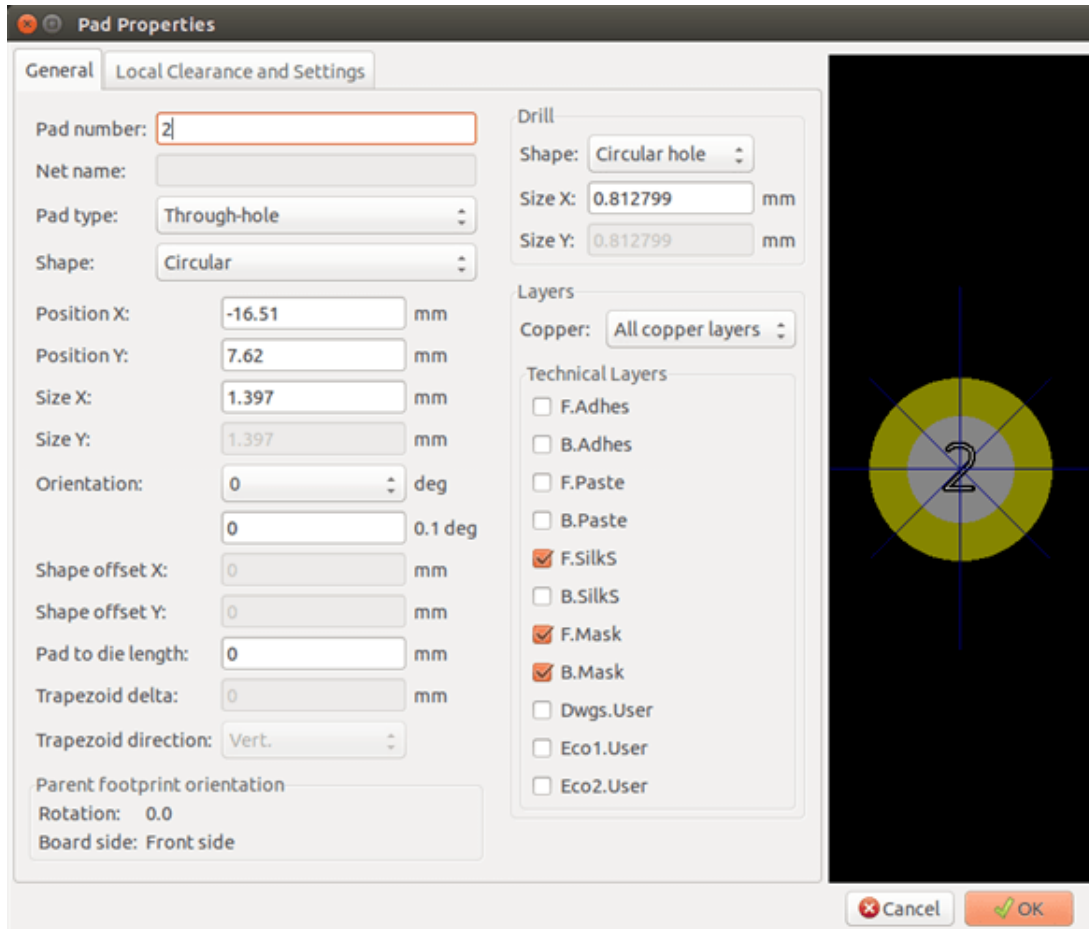 Pad Properties
General
Local Clearance and Settings
Pad number: 2
Net name:
Pad type: Through-hole
Shape: Circular
Position X: -16.51 mm
Position Y: 7.62 mm
Size X: 1.397 mm
Size Y: 1.397 mm
Orientation: 0 deg
0 0.1 deg
Shape offset X: 0 mm
Shape offset Y: 0 mm
Pad to die length: 0 mm
Trapezoid delta: 0 mm
Trapezoid direction: Vert.
Parent footprint orientation
Rotation: 0.0
Board side: Front side
Drill
Shape: Circular hole
Size X: 0.812799 mm
Size Y: 0.812799 mm
Layers
Copper: All copper layers
Technical Layers
F.Adhes
B.Adhes
F.Paste
B.Paste
F.SilkS
B.SilkS
F.Mask
B.Mask
Dwgs.User
Eco1.User
Eco2.User
2
Cancel
OK